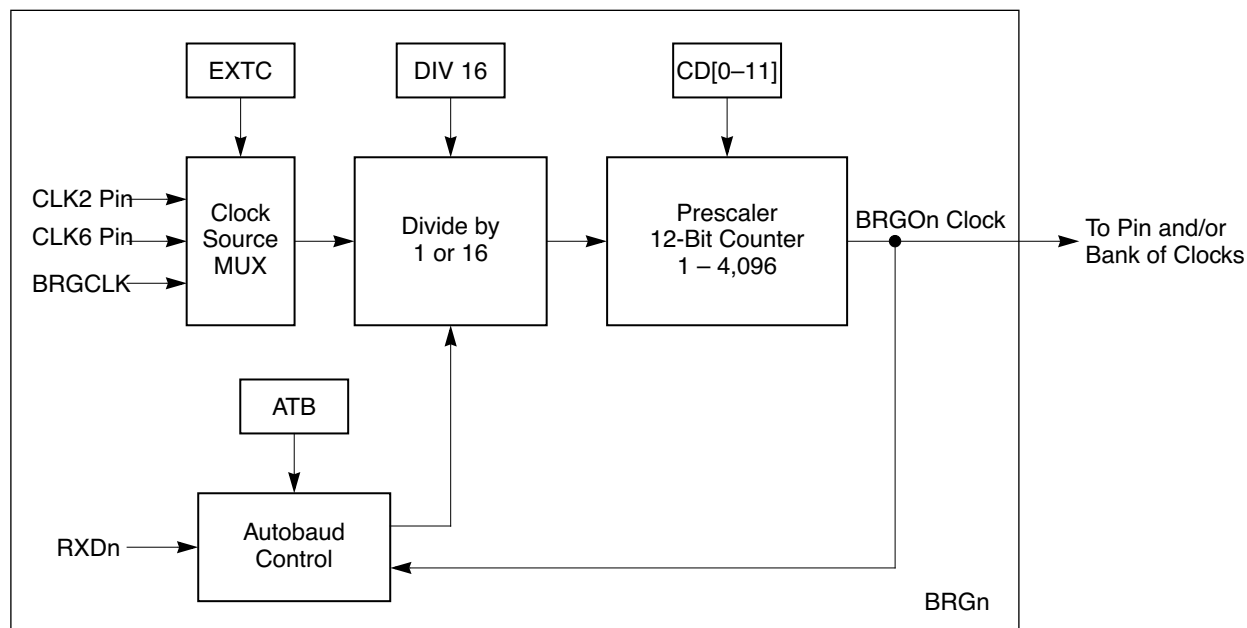 EXTC
DIV 16
CD[0–11]
CLK2 Pin
CLK6 Pin
BRGCLK
Clock
Source
MUX
Divide by
1 or 16
Prescaler
12-Bit Counter
1 – 4,096
BRGOn Clock
To Pin and/or
Bank of Clocks
ATB
RXDn
Autobaud
Control
BRGn